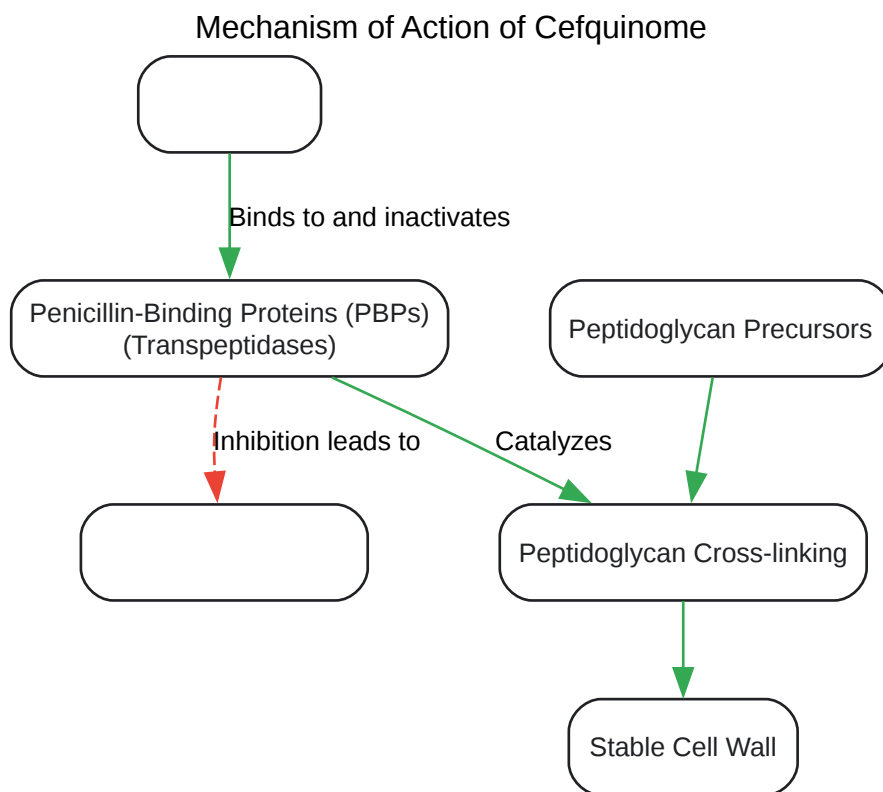 Mechanism of Action of Cefquinome
Binds to and inactivates
Penicillin-Binding Proteins (PBPs)
(Transpeptidases)
Peptidoglycan Precursors
Inhibition leads to
Catalyzes
Peptidoglycan Cross-linking
Stable Cell Wall